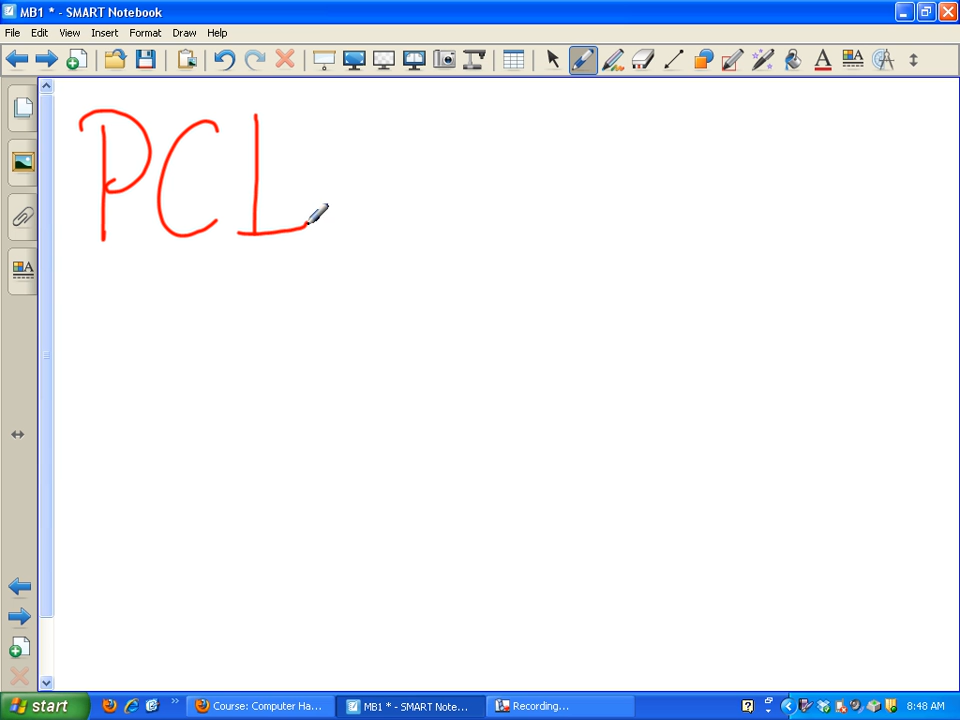 MB1 * - SMART Notebook
File Edit View Insert Format Draw Help
PCL
start
Course: Computer Ha...
MB1 * - SMART Note...
Recording...
8:48 AM